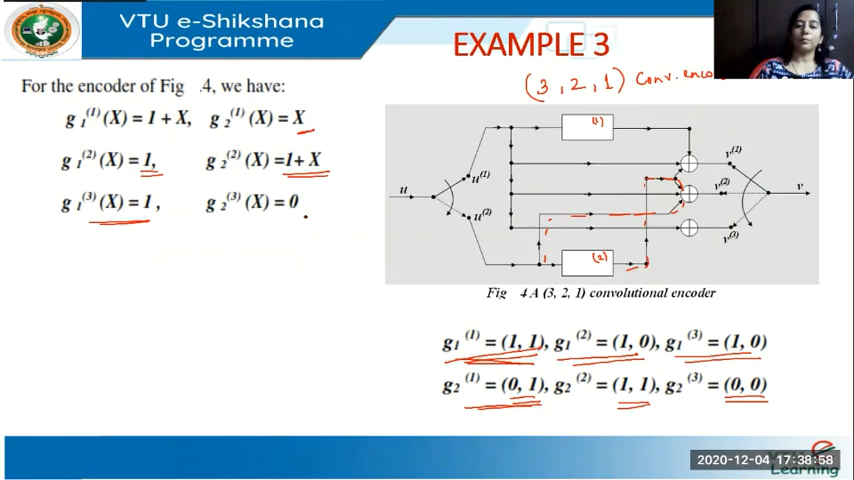 VTU e-Shikshana
Programme
EXAMPLE 3
(3, 2, 1) Conv. enco
For the encoder of Fig .4, we have:
g₁⁽¹⁾(X) = 1 + X, g₂⁽¹⁾(X) = X
g₁⁽²⁾(X) = 1, g₂⁽²⁾(X) =1+ X
g₁⁽³⁾(X) = 1, g₂⁽³⁾(X) = 0
(1)
u u⁽¹⁾ u⁽²⁾
v⁽¹⁾ v⁽²⁾ v⁽³⁾ v
(2)
Fig 4 A (3, 2, 1) convolutional encoder
g₁⁽¹⁾ = (1, 1), g₁⁽²⁾ = (1, 0), g₁⁽³⁾ = (1, 0)
g₂⁽¹⁾ = (0, 1), g₂⁽²⁾ = (1, 1), g₂⁽³⁾ = (0, 0)
2020-12-04 17:38:58
VTU e
Learning